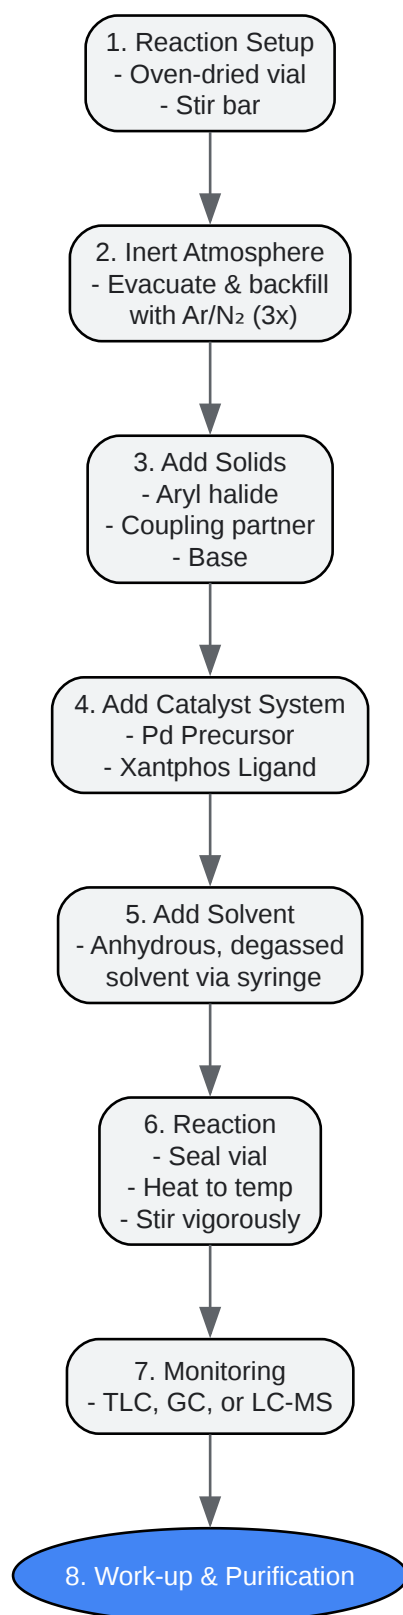 1. Reaction Setup
- Oven-dried vial
- Stir bar
2. Inert Atmosphere
- Evacuate & backfill
with Ar/N₂ (3x)
3. Add Solids
- Aryl halide
- Coupling partner
- Base
4. Add Catalyst System
- Pd Precursor
- Xantphos Ligand
5. Add Solvent
- Anhydrous, degassed
solvent via syringe
6. Reaction
- Seal vial
- Heat to temp
- Stir vigorously
7. Monitoring
- TLC, GC, or LC-MS
8. Work-up & Purification